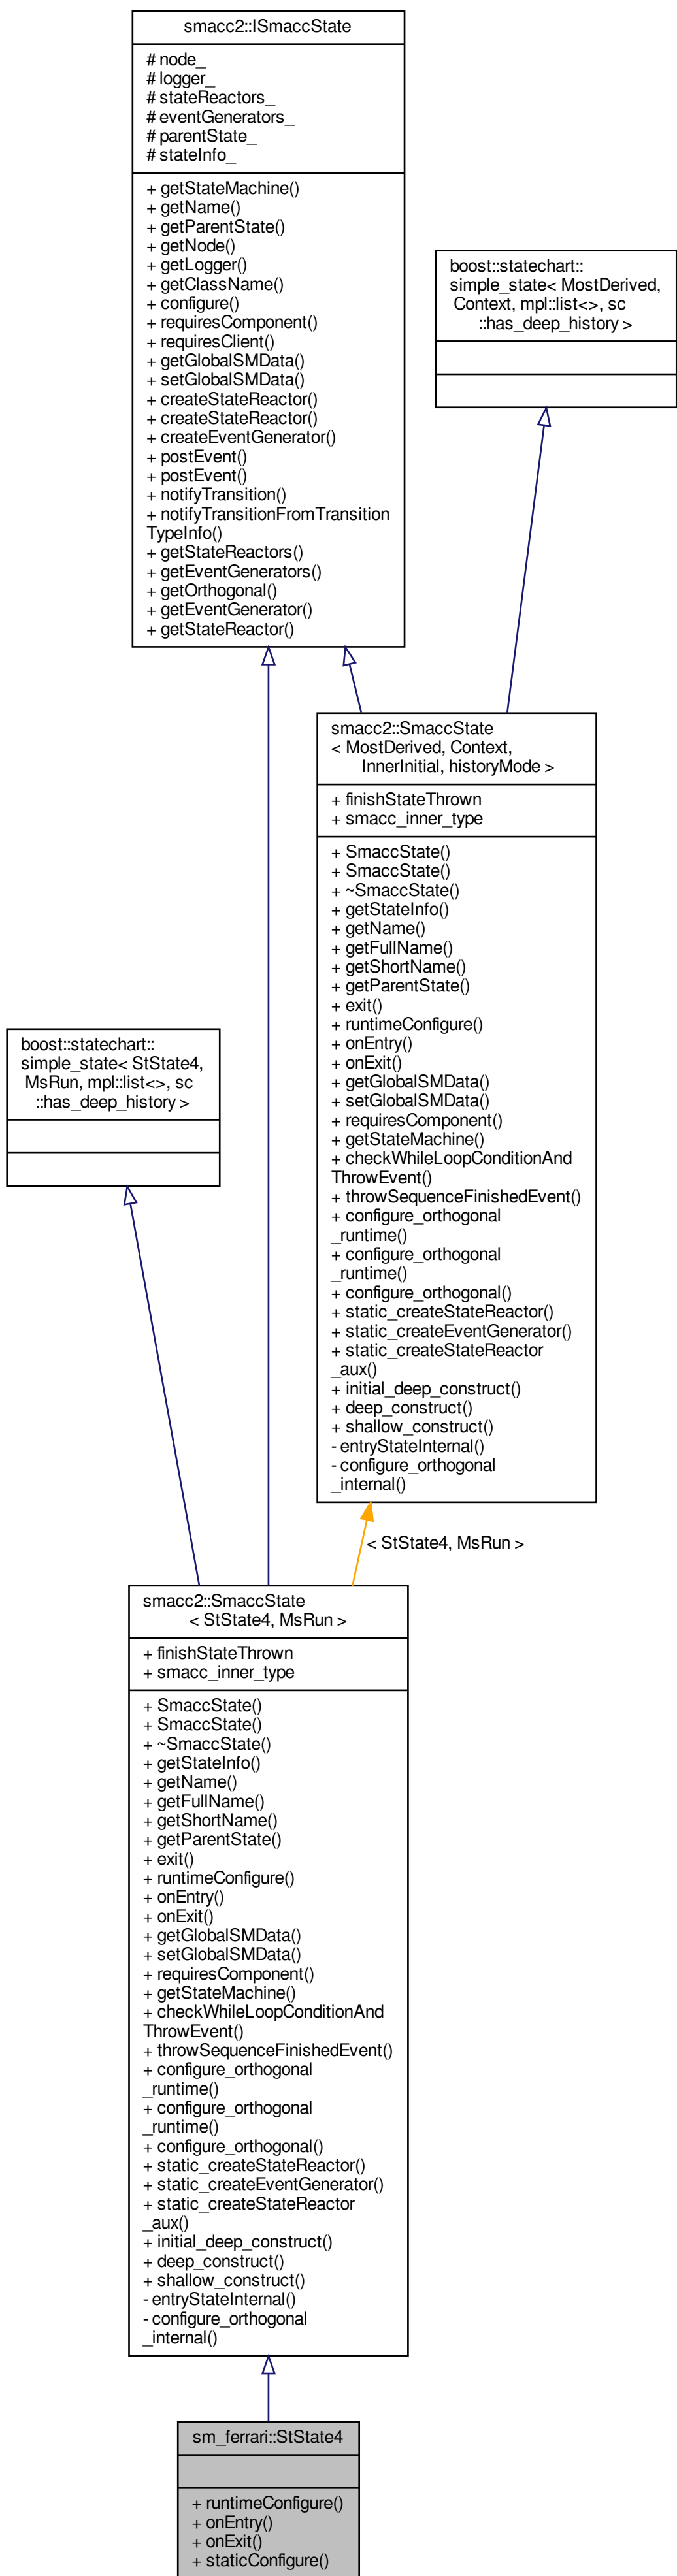 smacc2::ISmaccState
# node_
# logger_
# stateReactors_
# eventGenerators_
# parentState_
# stateInfo_
+ getStateMachine()
+ getName()
+ getParentState()
+ getNode()
+ getLogger()
+ getClassName()
+ configure()
+ requiresComponent()
+ requiresClient()
+ getGlobalSMData()
+ setGlobalSMData()
+ createStateReactor()
+ createStateReactor()
+ createEventGenerator()
+ postEvent()
+ postEvent()
+ notifyTransition()
+ notifyTransitionFromTransition
TypeInfo()
+ getStateReactors()
+ getEventGenerators()
+ getOrthogonal()
+ getEventGenerator()
+ getStateReactor()
boost::statechart::
simple_state< MostDerived,
Context, mpl::list<>, sc
::has_deep_history >
smacc2::SmaccState
< MostDerived, Context,
InnerInitial, historyMode >
+ finishStateThrown
+ smacc_inner_type
+ SmaccState()
+ SmaccState()
+ ~SmaccState()
+ getStateInfo()
+ getName()
+ getFullName()
+ getShortName()
+ getParentState()
+ exit()
+ runtimeConfigure()
+ onEntry()
+ onExit()
+ getGlobalSMData()
+ setGlobalSMData()
+ requiresComponent()
+ getStateMachine()
+ checkWhileLoopConditionAnd
ThrowEvent()
+ throwSequenceFinishedEvent()
+ configure_orthogonal
_runtime()
+ configure_orthogonal
_runtime()
+ configure_orthogonal()
+ static_createStateReactor()
+ static_createEventGenerator()
+ static_createStateReactor
_aux()
+ initial_deep_construct()
+ deep_construct()
+ shallow_construct()
- entryStateInternal()
- configure_orthogonal
_internal()
boost::statechart::
simple_state< StState4,
MsRun, mpl::list<>, sc
::has_deep_history >
< StState4, MsRun >
smacc2::SmaccState
< StState4, MsRun >
+ finishStateThrown
+ smacc_inner_type
+ SmaccState()
+ SmaccState()
+ ~SmaccState()
+ getStateInfo()
+ getName()
+ getFullName()
+ getShortName()
+ getParentState()
+ exit()
+ runtimeConfigure()
+ onEntry()
+ onExit()
+ getGlobalSMData()
+ setGlobalSMData()
+ requiresComponent()
+ getStateMachine()
+ checkWhileLoopConditionAnd
ThrowEvent()
+ throwSequenceFinishedEvent()
+ configure_orthogonal
_runtime()
+ configure_orthogonal
_runtime()
+ configure_orthogonal()
+ static_createStateReactor()
+ static_createEventGenerator()
+ static_createStateReactor
_aux()
+ initial_deep_construct()
+ deep_construct()
+ shallow_construct()
- entryStateInternal()
- configure_orthogonal
_internal()
sm_ferrari::StState4
+ runtimeConfigure()
+ onEntry()
+ onExit()
+ staticConfigure()